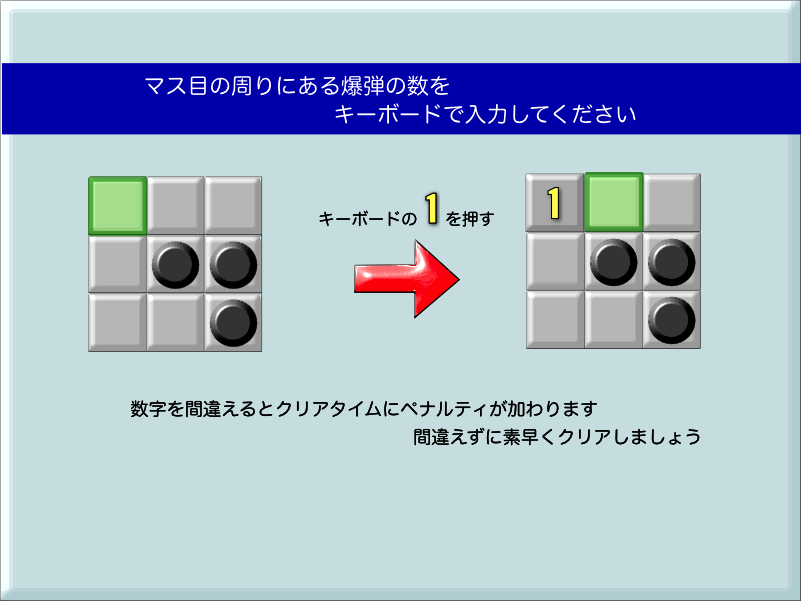 マス目の周りにある爆弾の数を
キーボードで入力してください
キーボードの 1 を押す
1
数字を間違えるとクリアタイムにペナルティが加わります
間違えずに素早くクリアしましょう